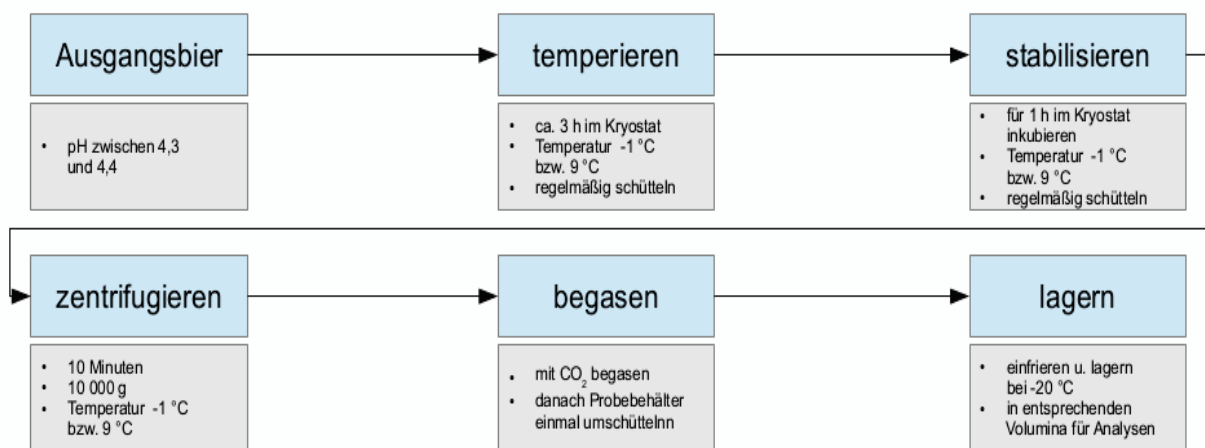 Ausgangsbier
• pH zwischen 4,3
und 4,4
temperieren
• ca. 3 h im Kryostat
• Temperatur -1 °C
bzw. 9 °C
• regelmäßig schütteln
stabilisieren
• für 1 h im Kryostat
inkubieren
• Temperatur -1 °C
bzw. 9 °C
• regelmäßig schütteln
zentrifugieren
• 10 Minuten
• 10 000 g
• Temperatur -1 °C
bzw. 9 °C
begasen
• mit CO₂ begasen
• danach Probebehälter
einmal umschüttelnn
lagern
• einfrieren u. lagern
bei -20 °C
• in entsprechenden
Volumina für Analysen